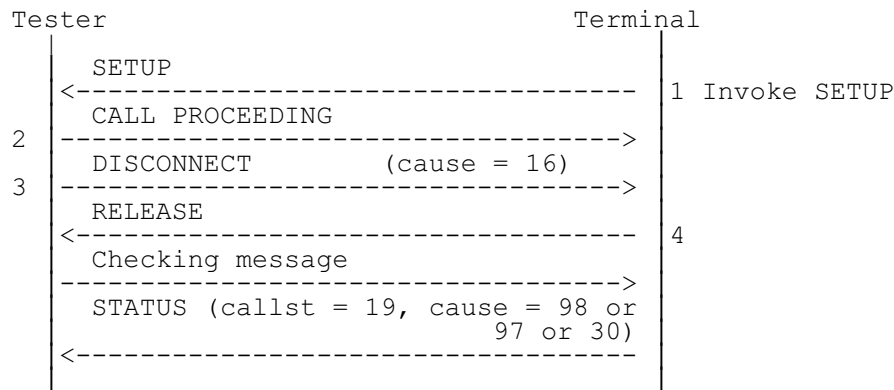 Tester Terminal
SETUP
1 Invoke SETUP
CALL PROCEEDING
2
DISCONNECT (cause = 16)
3
RELEASE
4
Checking message
STATUS (callst = 19, cause = 98 or
97 or 30)